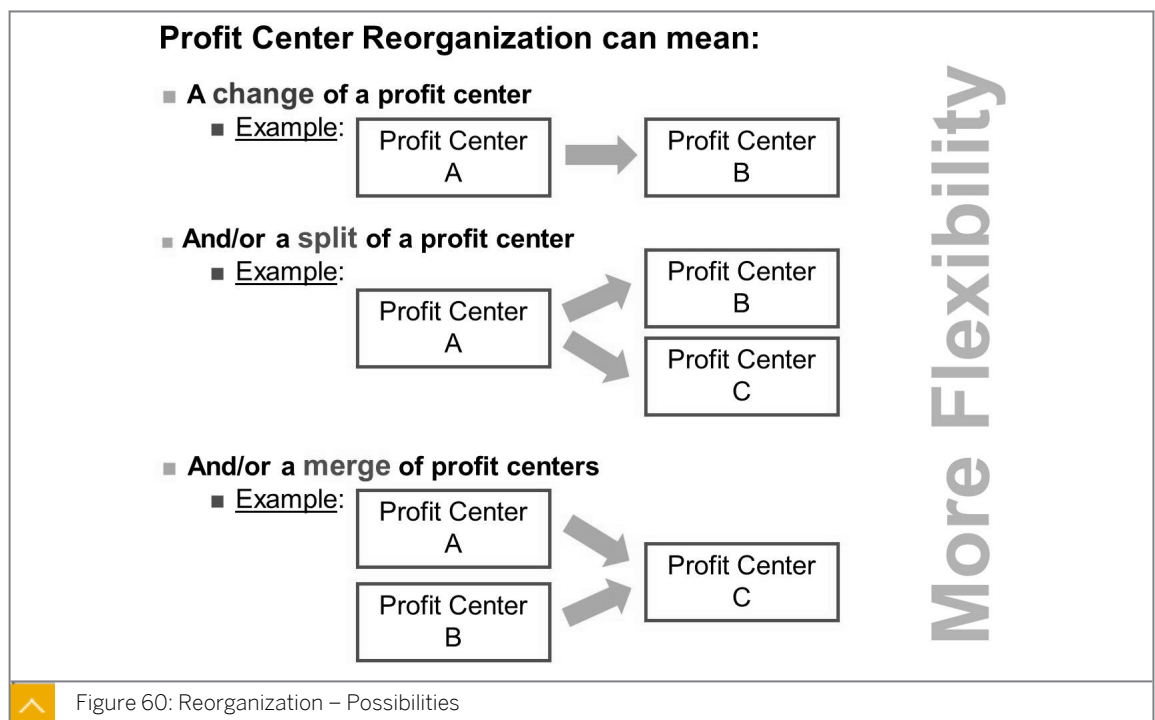 Profit Center Reorganization can mean:
A change of a profit center
Example:
Profit Center
A
Profit Center
B
And/or a split of a profit center
Example:
Profit Center
A
Profit Center
B
Profit Center
C
And/or a merge of profit centers
Example:
Profit Center
A
Profit Center
B
Profit Center
C
More Flexibility
Figure 60: Reorganization – Possibilities